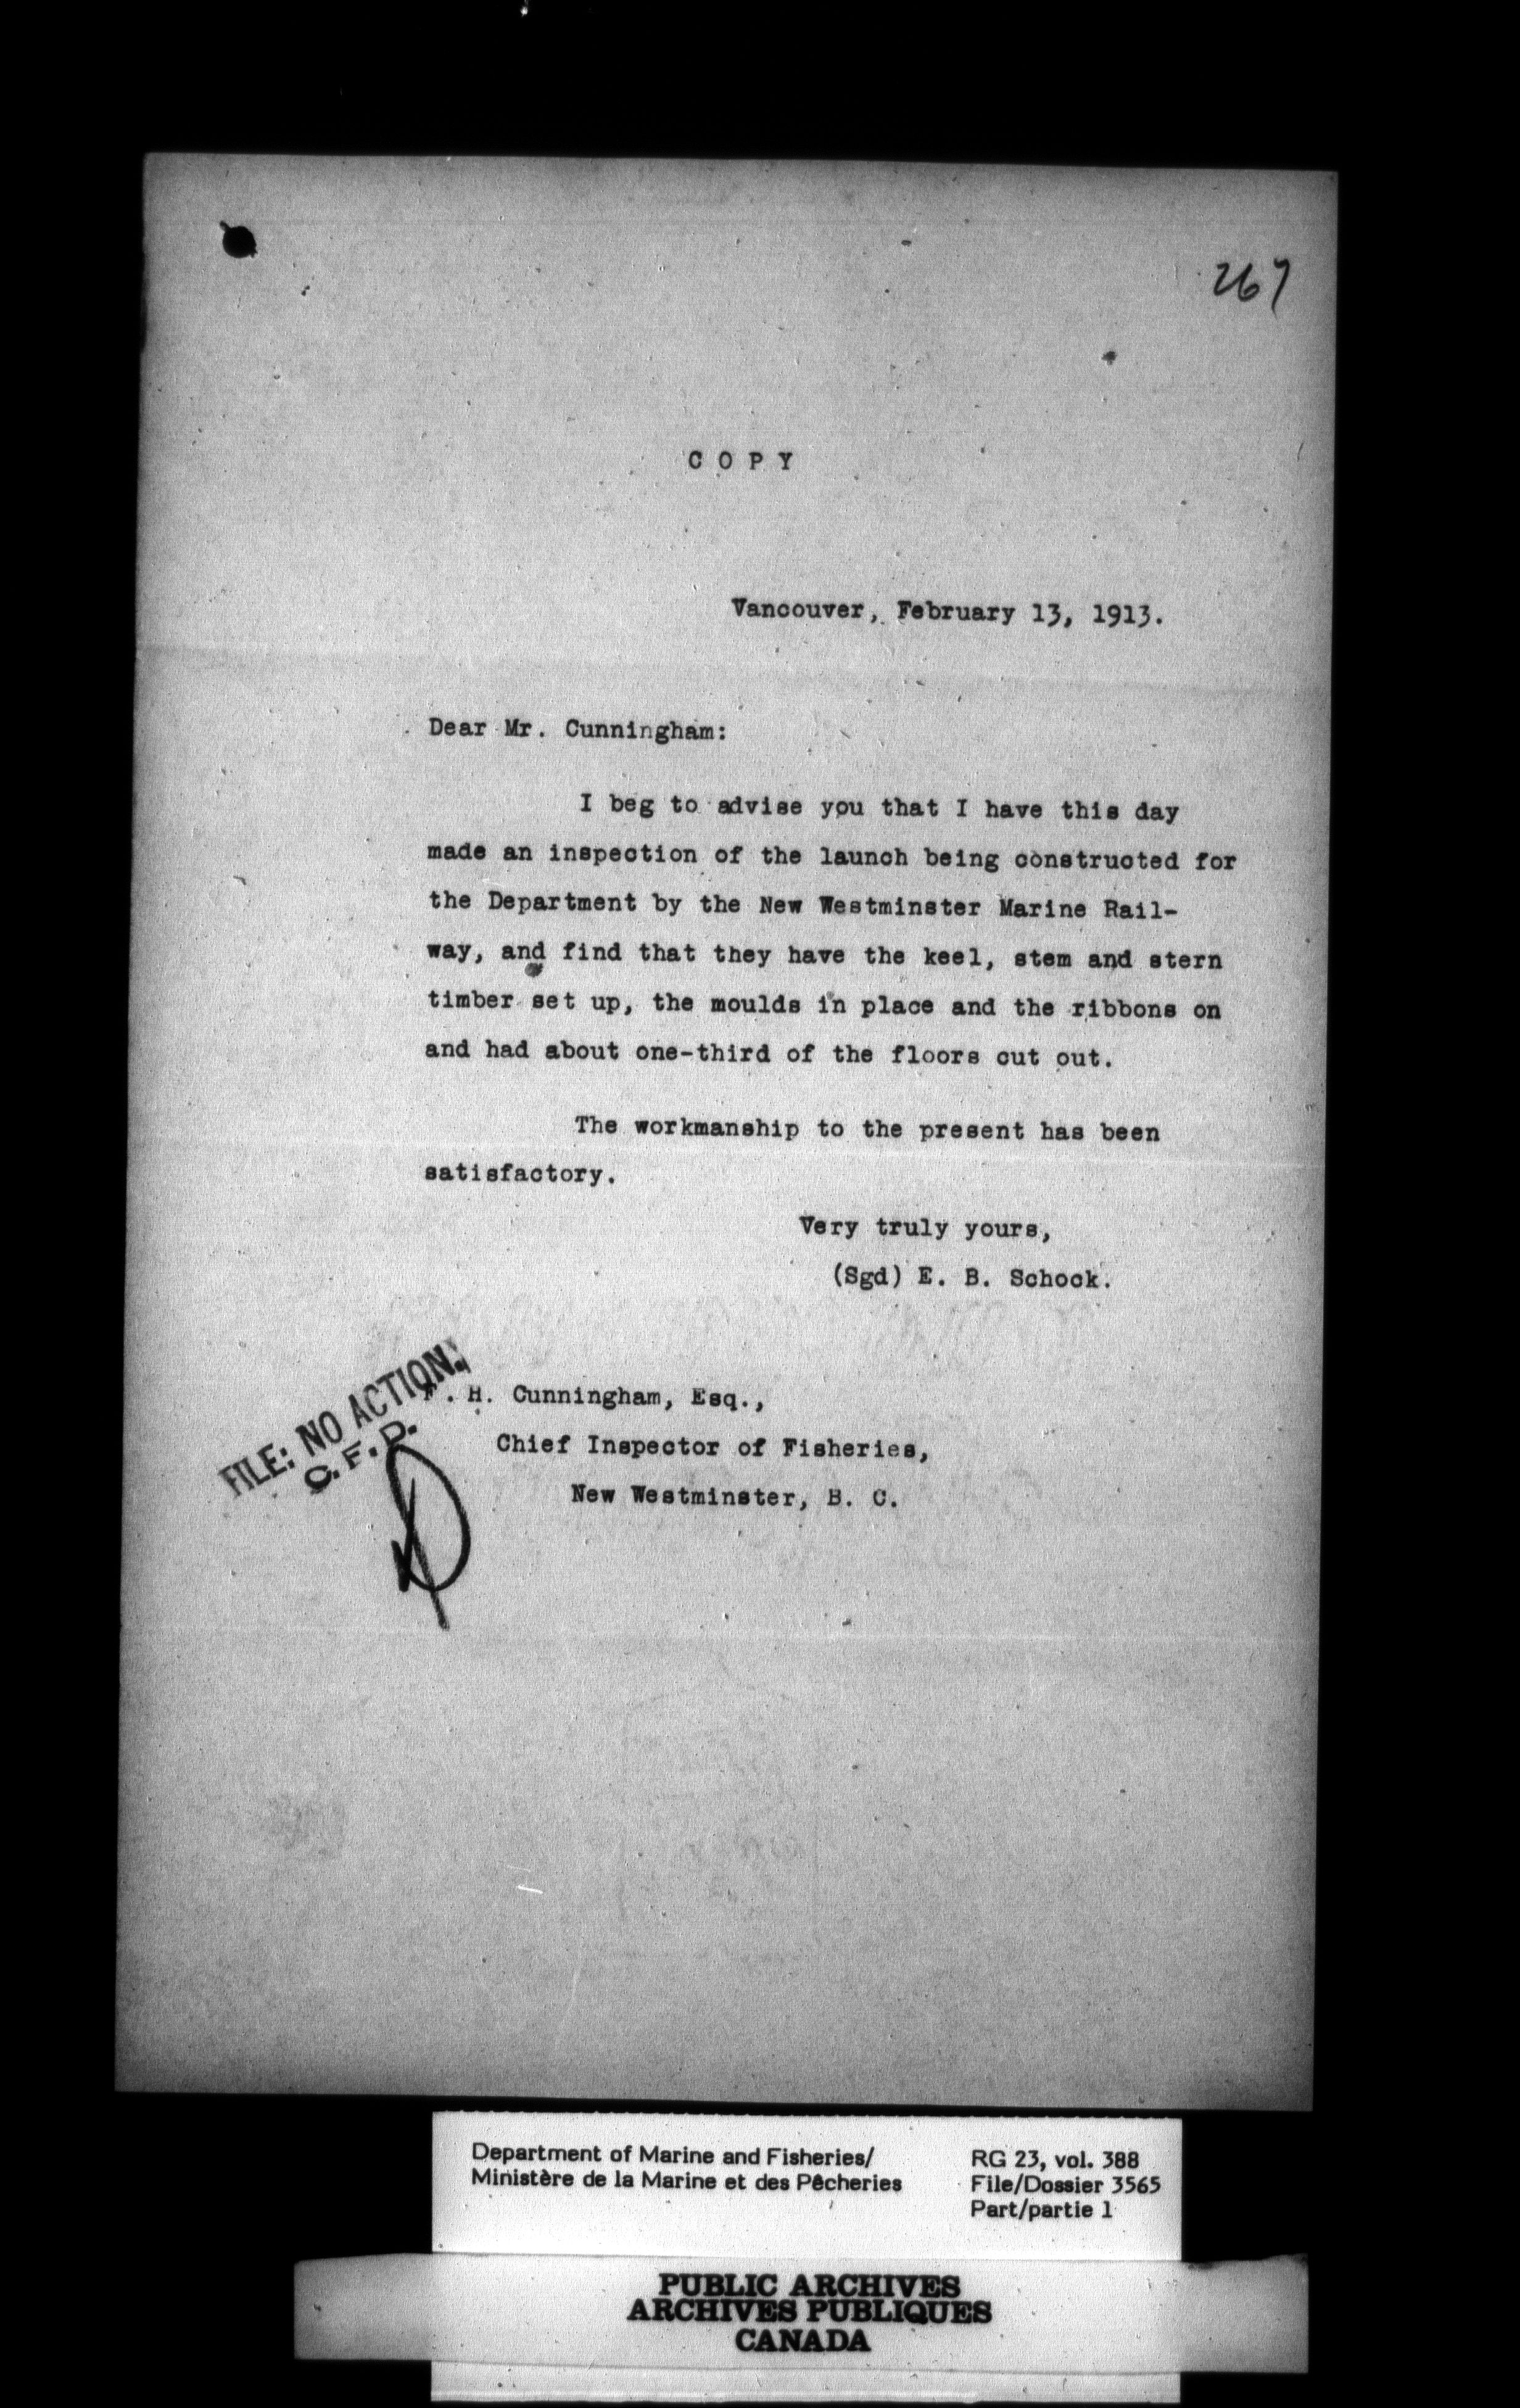 267
COPY
Vancouver, February 13, 1913.
Dear Mr. Cunningham:
I beg to advise you that I have this day
made an inspection of the launch being constructed for
the Department by the New Westminster Marine Rail-
way, and find that they have the keel, stem and stern
timber set up, the moulds in place and the ribbons on
and had about one-third of the floors cut out.
The workmanship to the present has been
satisfactory.
Very truly yours,
(Sgd) E. B. Schock.
FILE: NO ACTION.
C. F. D.
F. H. Cunningham, Esq.,
Chief Inspector of Fisheries,
New Westminster, B. C.
D
Department of Marine and Fisheries/
Ministère de la Marine et des Pêcheries
RG 23, vol. 388
File/Dossier 3565
Part/partie 1
PUBLIC ARCHIVES
ARCHIVES PUBLIQUES
CANADA